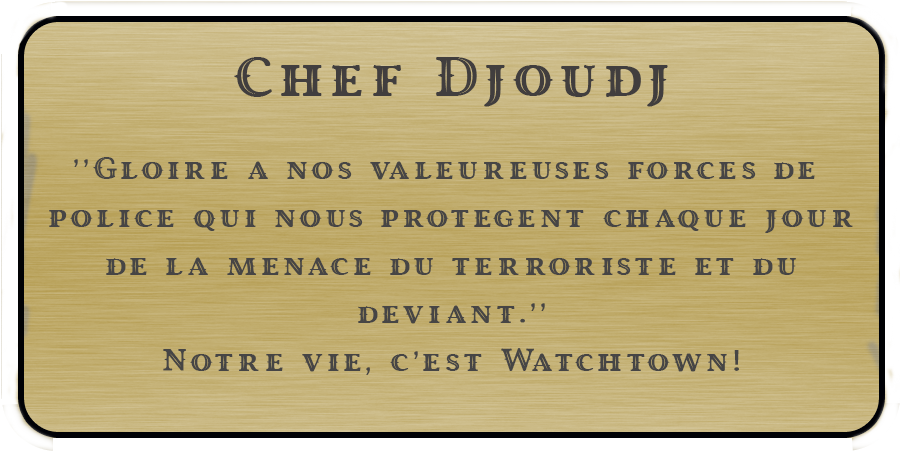 Chef Djoudj
''Gloire a nos valeureuses forces de
police qui nous protegent chaque jour
de la menace du terroriste et du
deviant.''
Notre vie, c'est Watchtown!